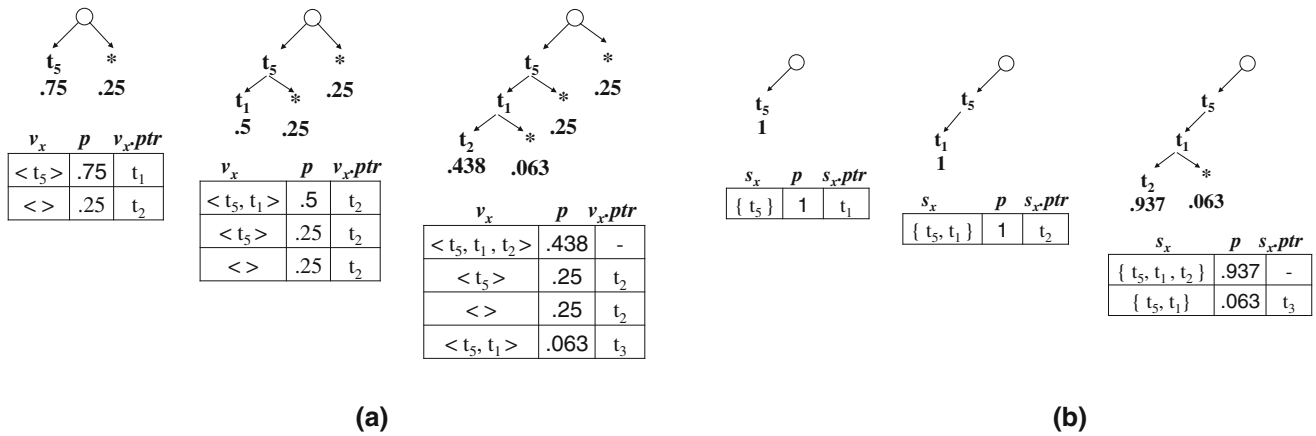 t5 *
.75 .25
vx p vx.ptr
< t5 > .75 t1
< > .25 t2
t5 *
.25
t1 *
.5 .25
vx p vx.ptr
< t5, t1 > .5 t2
< t5 > .25 t2
< > .25 t2
t5 *
.25
t1 *
.25
t2 *
.438 .063
vx p vx.ptr
< t5, t1 , t2 > .438 -
< t5 > .25 t2
< > .25 t2
< t5, t1 > .063 t3
(a)
t5
1
sx p sx.ptr
{ t5 } 1 t1
t5
t1
1
sx p sx.ptr
{ t5, t1 } 1 t2
t5
t1
t2 *
.937 .063
sx p sx.ptr
{ t5, t1 , t2 } .937 -
{ t5, t1} .063 t3
(b)